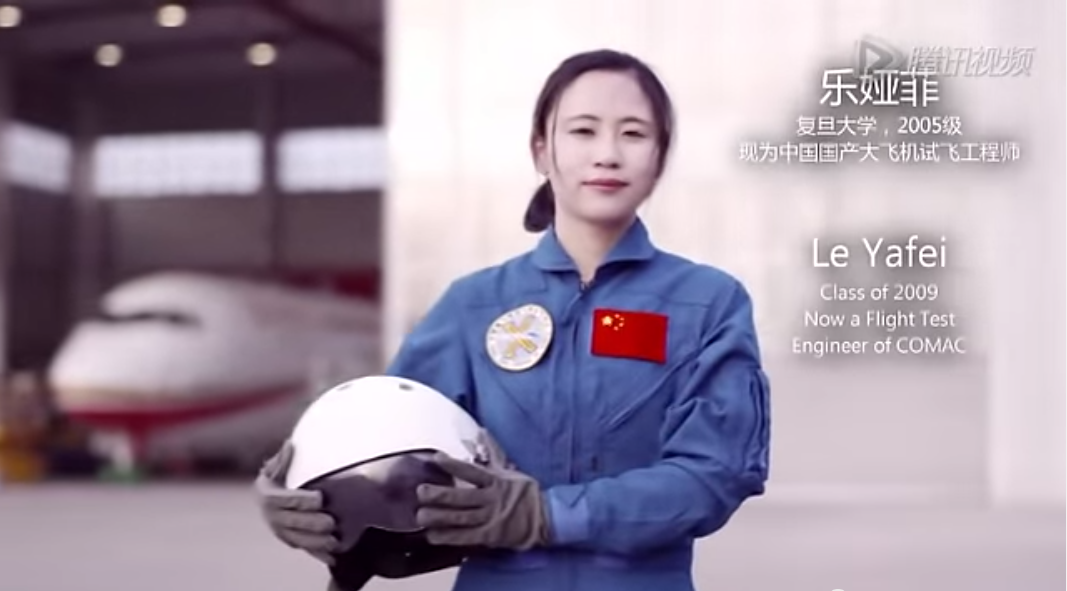 腾讯视频
乐娅菲
复旦大学，2005级
现为中国国产大飞机试飞工程师
Le Yafei
Class of 2009
Now a Flight Test
Engineer of COMAC